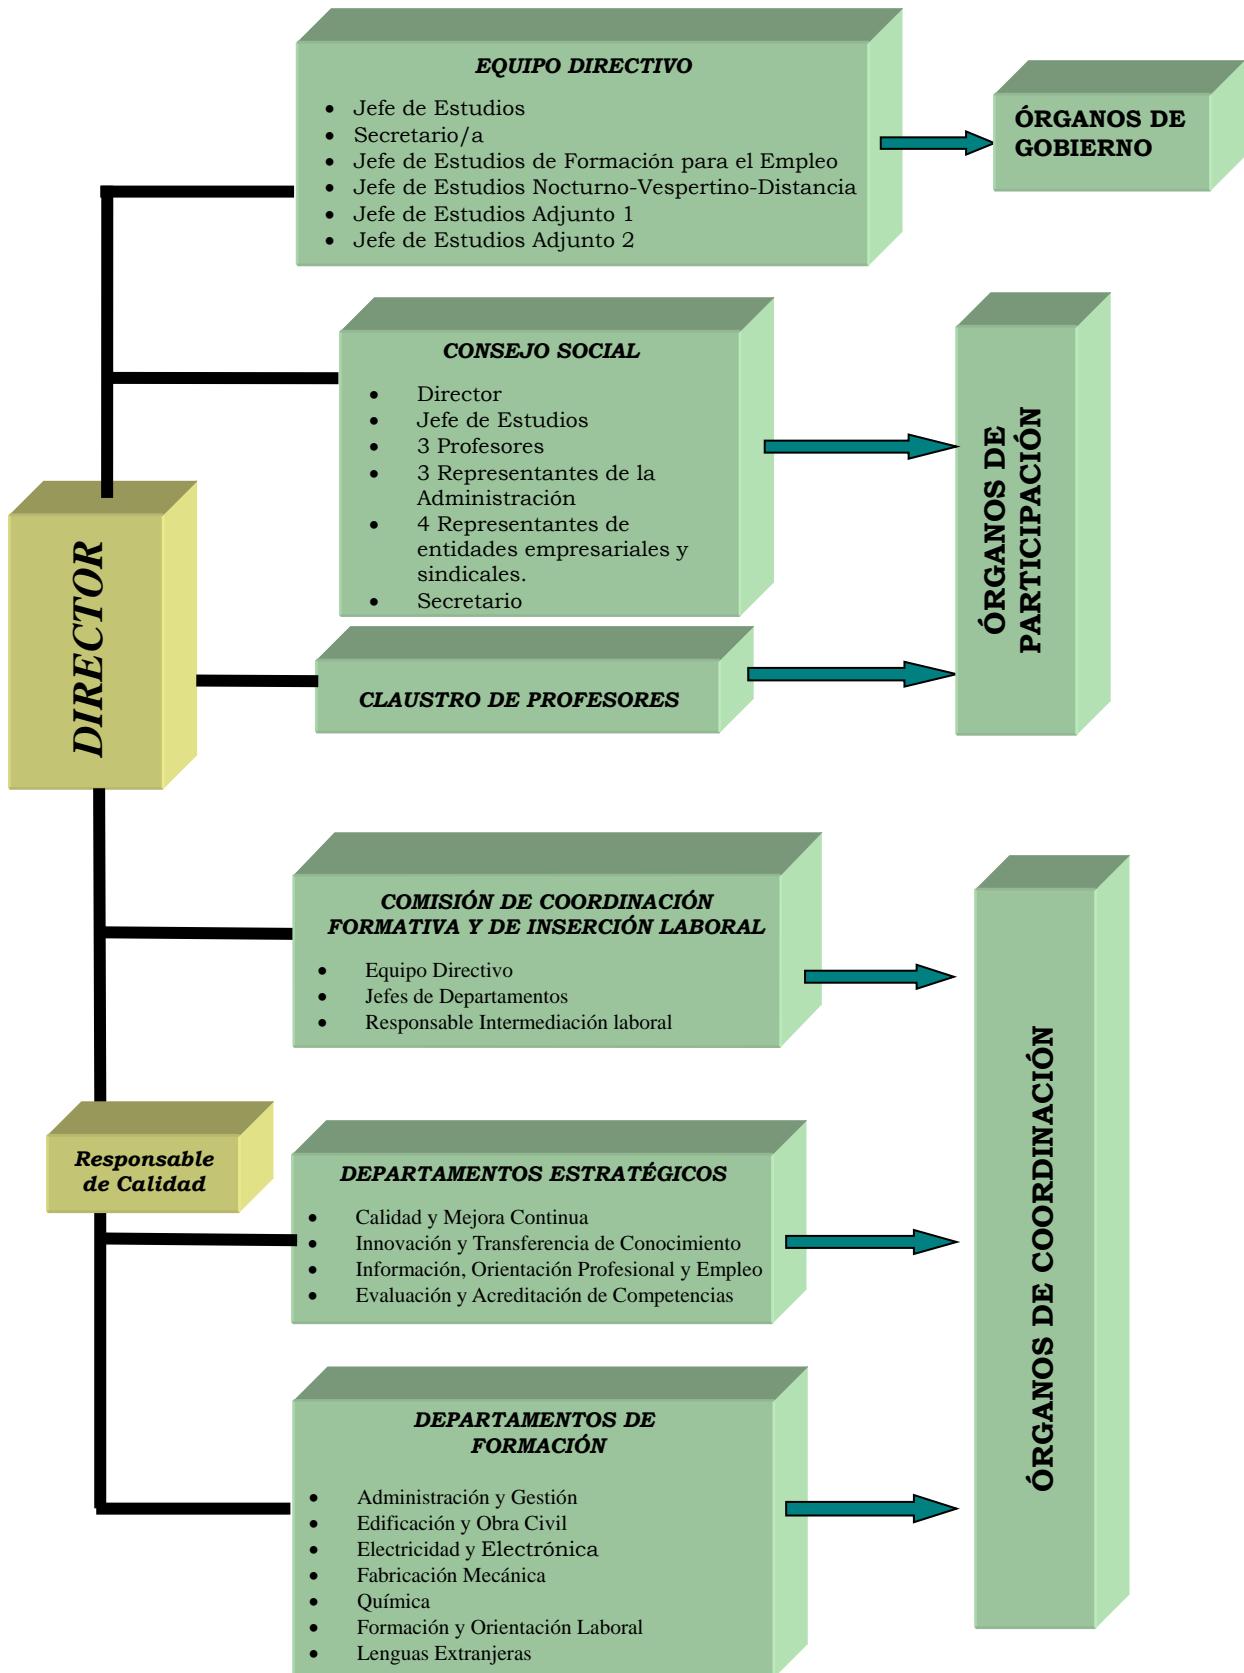 EQUIPO DIRECTIVO
• Jefe de Estudios
• Secretario/a
• Jefe de Estudios de Formación para el Empleo
• Jefe de Estudios Nocturno-Vespertino-Distancia
• Jefe de Estudios Adjunto 1
• Jefe de Estudios Adjunto 2
ÓRGANOS DE
GOBIERNO
CONSEJO SOCIAL
• Director
• Jefe de Estudios
• 3 Profesores
• 3 Representantes de la
Administración
• 4 Representantes de
entidades empresariales y
sindicales.
• Secretario
ÓRGANOS DE
PARTICIPACIÓN
DIRECTOR
CLAUSTRO DE PROFESORES
COMISIÓN DE COORDINACIÓN
FORMATIVA Y DE INSERCIÓN LABORAL
• Equipo Directivo
• Jefes de Departamentos
• Responsable Intermediación laboral
ÓRGANOS DE COORDINACIÓN
Responsable
de Calidad
DEPARTAMENTOS ESTRATÉGICOS
• Calidad y Mejora Continua
• Innovación y Transferencia de Conocimiento
• Información, Orientación Profesional y Empleo
• Evaluación y Acreditación de Competencias
DEPARTAMENTOS DE
FORMACIÓN
• Administración y Gestión
• Edificación y Obra Civil
• Electricidad y Electrónica
• Fabricación Mecánica
• Química
• Formación y Orientación Laboral
• Lenguas Extranjeras